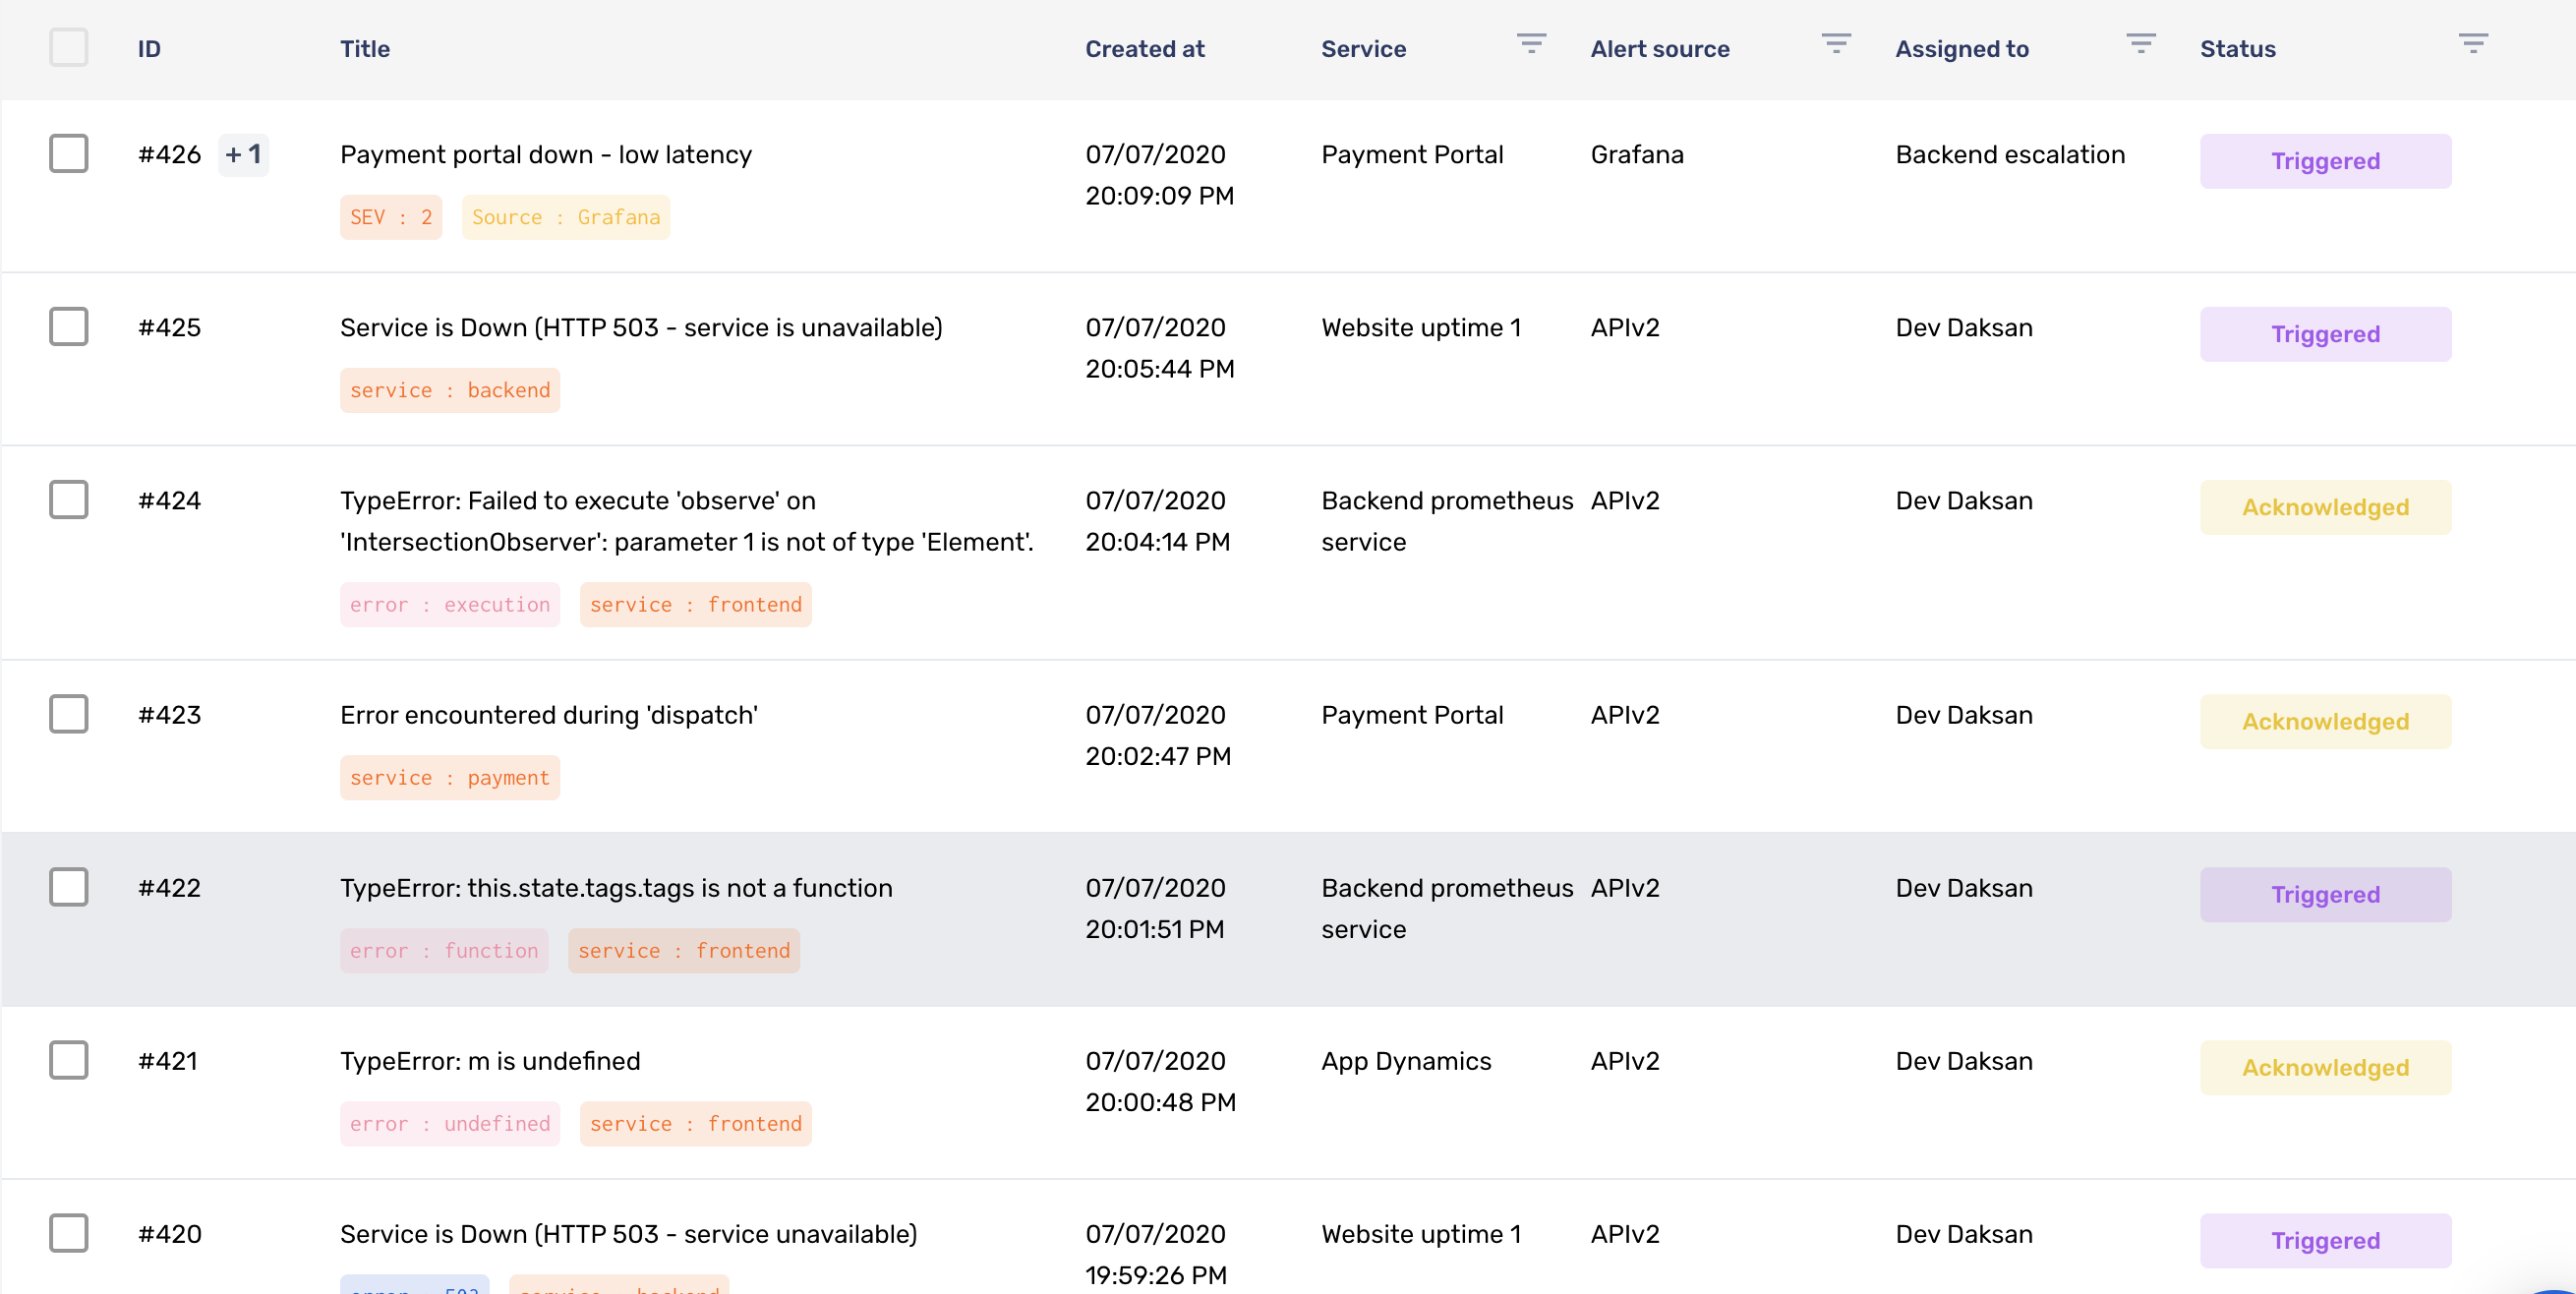 ID Title Created at Service Alert source Assigned to Status
#426 +1 Payment portal down - low latency 07/07/2020 Payment Portal Grafana Backend escalation Triggered
20:09:09 PM
SEV : 2 Source : Grafana
#425 Service is Down (HTTP 503 - service is unavailable) 07/07/2020 Website uptime 1 APIv2 Dev Daksan Triggered
20:05:44 PM
service : backend
#424 TypeError: Failed to execute 'observe' on 07/07/2020 Backend prometheus APIv2 Dev Daksan Acknowledged
'IntersectionObserver': parameter 1 is not of type 'Element'. 20:04:14 PM service
error : execution service : frontend
#423 Error encountered during 'dispatch' 07/07/2020 Payment Portal APIv2 Dev Daksan Acknowledged
20:02:47 PM
service : payment
#422 TypeError: this.state.tags.tags is not a function 07/07/2020 Backend prometheus APIv2 Dev Daksan Triggered
20:01:51 PM service
error : function service : frontend
#421 TypeError: m is undefined 07/07/2020 App Dynamics APIv2 Dev Daksan Acknowledged
20:00:48 PM
error : undefined service : frontend
#420 Service is Down (HTTP 503 - service unavailable) 07/07/2020 Website uptime 1 APIv2 Dev Daksan Triggered
19:59:26 PM
error : 503 service : backend